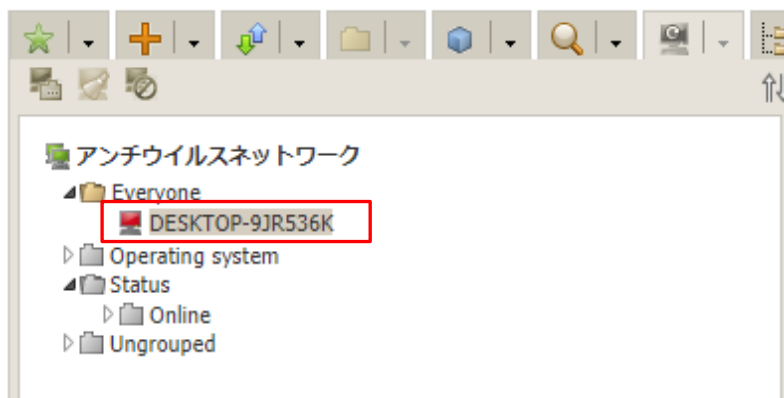 アンチウイルスネットワーク
Everyone
DESKTOP-9JR536K
Operating system
Status
Online
Ungrouped